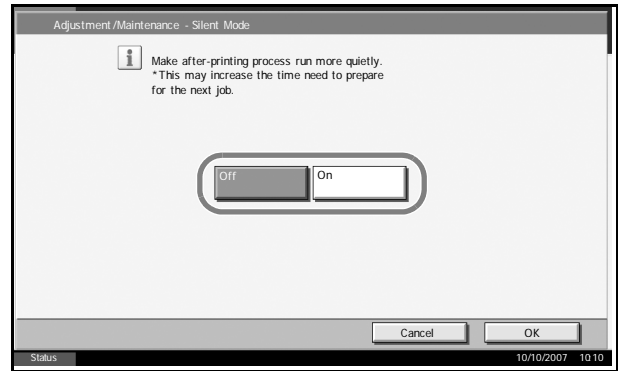 Adjustment/Maintenance - Silent Mode
Make after-printing process run more quietly.
*This may increase the time need to prepare
for the next job.
Off On
Cancel OK
Status 10/10/2007 10:10